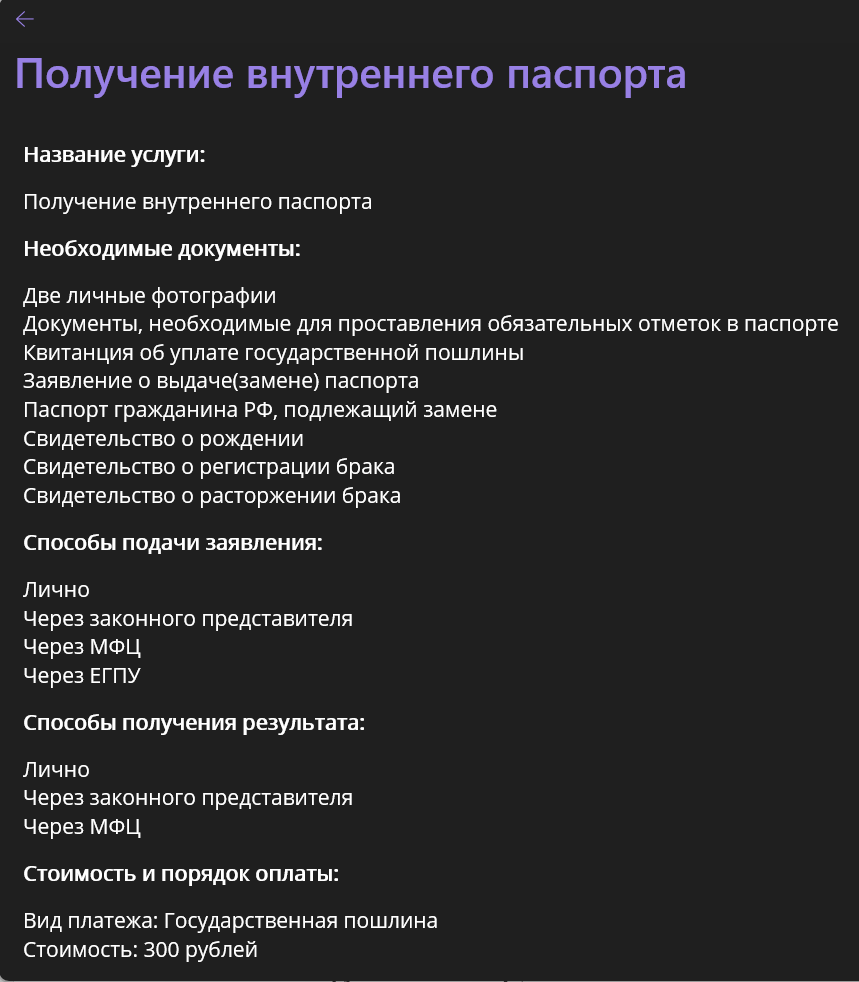 Получение внутреннего паспорта
Название услуги:
Получение внутреннего паспорта
Необходимые документы:
Две личные фотографии
Документы, необходимые для проставления обязательных отметок в паспорте
Квитанция об уплате государственной пошлины
Заявление о выдаче(замене) паспорта
Паспорт гражданина РФ, подлежащий замене
Свидетельство о рождении
Свидетельство о регистрации брака
Свидетельство о расторжении брака
Способы подачи заявления:
Лично
Через законного представителя
Через МФЦ
Через ЕГПУ
Способы получения результата:
Лично
Через законного представителя
Через МФЦ
Стоимость и порядок оплаты:
Вид платежа: Государственная пошлина
Стоимость: 300 рублей